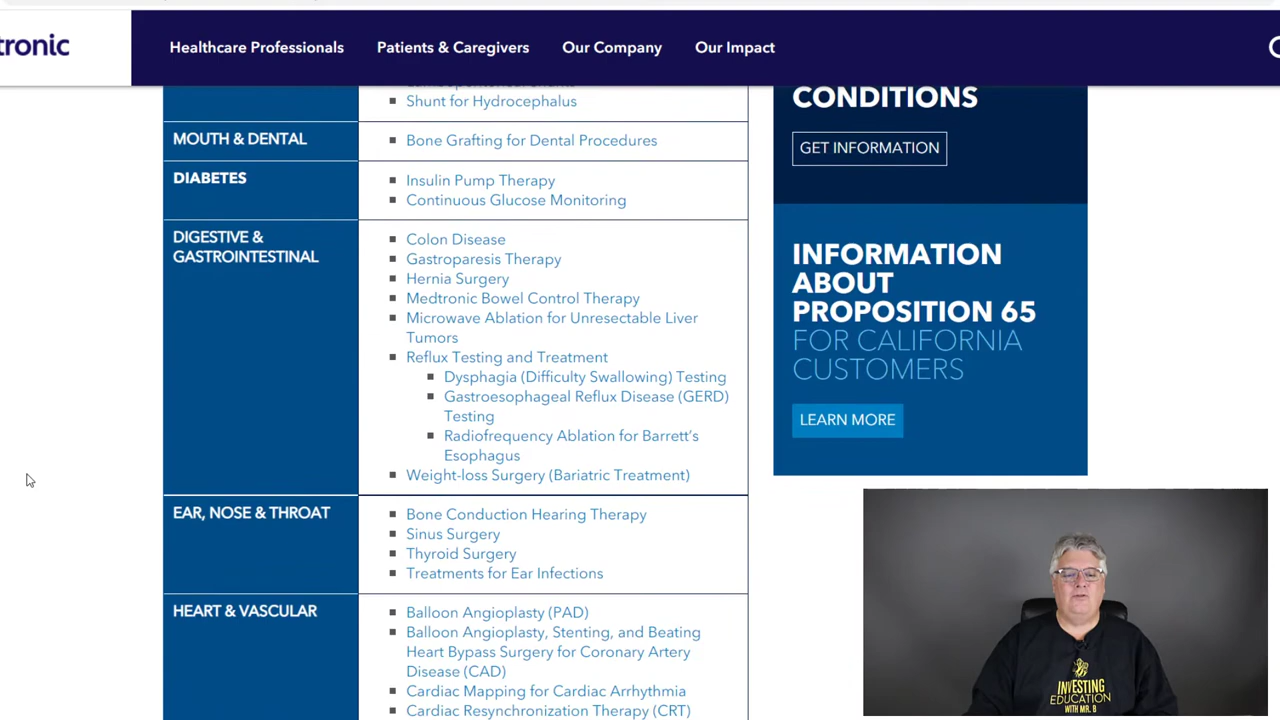 tronic
Healthcare Professionals
Patients & Caregivers
Our Company
Our Impact
Shunt for Hydrocephalus
MOUTH & DENTAL
Bone Grafting for Dental Procedures
DIABETES
Insulin Pump Therapy
Continuous Glucose Monitoring
DIGESTIVE &
GASTROINTESTINAL
Colon Disease
Gastroparesis Therapy
Hernia Surgery
Medtronic Bowel Control Therapy
Microwave Ablation for Unresectable Liver
Tumors
Reflux Testing and Treatment
Dysphagia (Difficulty Swallowing) Testing
Gastroesophageal Reflux Disease (GERD)
Testing
Radiofrequency Ablation for Barrett's
Esophagus
Weight-loss Surgery (Bariatric Treatment)
EAR, NOSE & THROAT
Bone Conduction Hearing Therapy
Sinus Surgery
Thyroid Surgery
Treatments for Ear Infections
HEART & VASCULAR
Balloon Angioplasty (PAD)
Balloon Angioplasty, Stenting, and Beating
Heart Bypass Surgery for Coronary Artery
Disease (CAD)
Cardiac Mapping for Cardiac Arrhythmia
Cardiac Resynchronization Therapy (CRT)
CONDITIONS
GET INFORMATION
INFORMATION
ABOUT
PROPOSITION 65
FOR CALIFORNIA
CUSTOMERS
LEARN MORE
INVESTING
EDUCATION
WITH MR. B